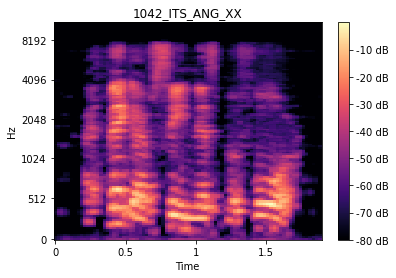 1042_ITS_ANG_XX
8192
4096
2048
1024
512
0
Hz
0
0.5
1
1.5
Time
-10 dB
-20 dB
-30 dB
-40 dB
-50 dB
-60 dB
-70 dB
-80 dB